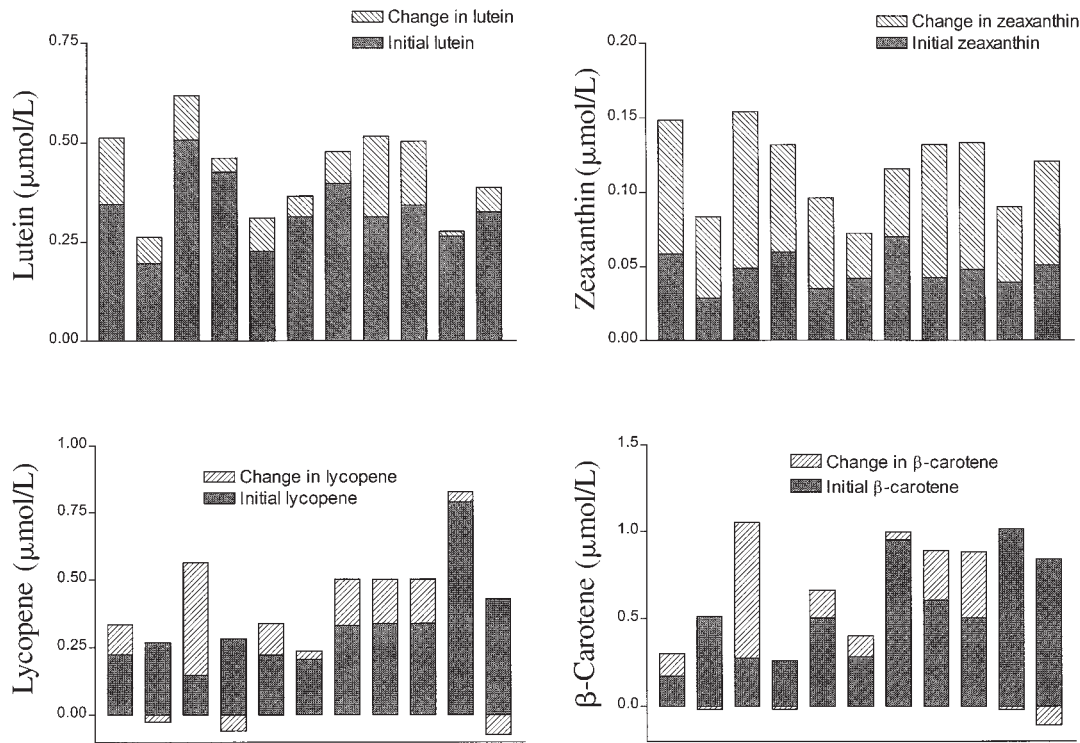 Change in lutein
Initial lutein
0.75
0.50
0.25
0.00
Lutein (μmol/L)
Change in zeaxanthin
Initial zeaxanthin
0.20
0.15
0.10
0.05
0.00
Zeaxanthin (μmol/L)
1.00
0.75
0.50
0.25
0.00
Change in lycopene
Initial lycopene
Lycopene (μmol/L)
1.5
1.0
0.5
0.0
Change in β-carotene
Initial β-carotene
β-Carotene (μmol/L)